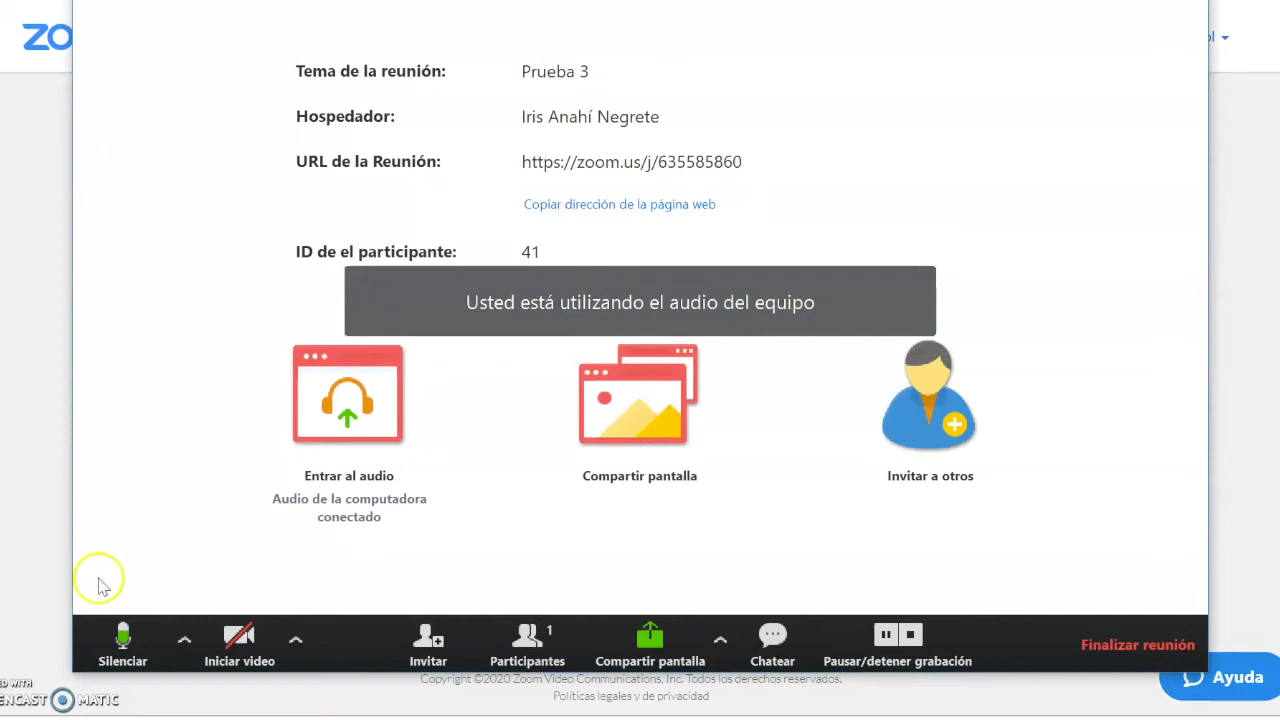 ZO
Tema de la reunión: Prueba 3
Hospedador: Iris Anahí Negrete
URL de la Reunión: https://zoom.us/j/635585860
Copiar dirección de la página web
ID de el participante: 41
Usted está utilizando el audio del equipo
Entrar al audio Compartir pantalla Invitar a otros
Audio de la computadora
conectado
1
Silenciar Iniciar video Invitar Participantes Compartir pantalla Chatear Pausar/detener grabación Finalizar reunión
Copyright ©2020 Zoom Video Communications, Inc. Todos los derechos reservados.
Políticas legales y de privacidad
Ayuda
ED WITH
ENCAST MATIC